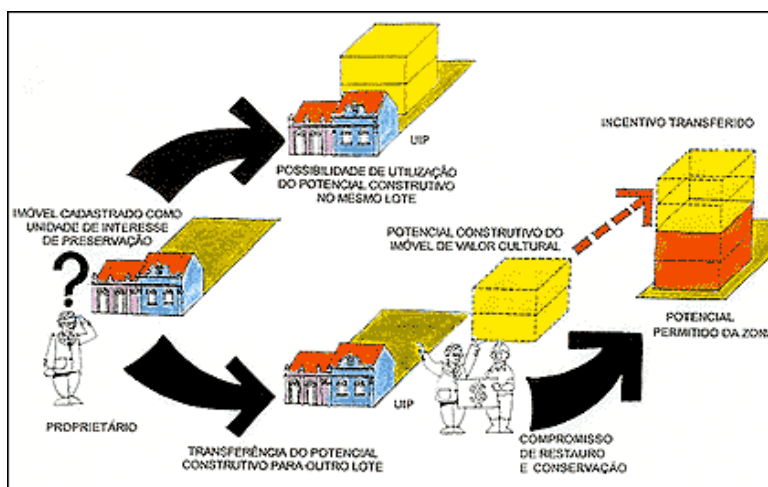 UIP
POSSIBILIDADE DE UTILIZAÇÃO
DO POTENCIAL CONSTRUTIVO
NO MESMO LOTE
INCENTIVO TRANSFERIDO
IMÓVEL CADASTRADO COMO
UNIDADE DE INTERESSE
DE PRESERVAÇÃO
?
POTENCIAL CONSTRUTIVO DO
IMÓVEL DE VALOR CULTURAL
POTENCIAL
PERMITIDO DA ZONA
PROPRIETÁRIO
UIP
TRANSFERÊNCIA DO POTENCIAL
CONSTRUTIVO PARA OUTRO LOTE
COMPROMISSO
DE RESTAURO
E CONSERVAÇÃO